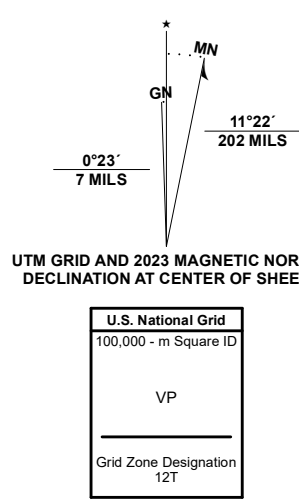 ★
MN
GN
11°22´
202 MILS
0°23´
7 MILS
UTM GRID AND 2023 MAGNETIC NOR
DECLINATION AT CENTER OF SHEE
U.S. National Grid
100,000 - m Square ID
VP
Grid Zone Designation
12T